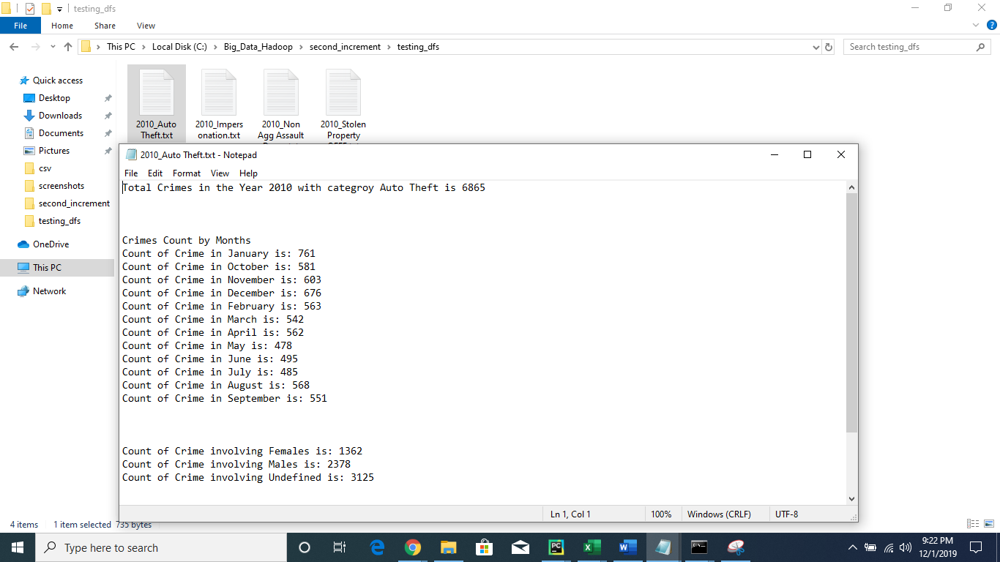 testing_dfs
File Home Share View
This PC > Local Disk (C:) > Big_Data_Hadoop > second_increment > testing_dfs
Search testing_dfs
Quick access
Desktop
Downloads
Documents
Pictures
csv
screenshots
second_increment
testing_dfs
OneDrive
This PC
Network
2010_Auto
Theft.txt
2010_Impers
onation.txt
2010_Non
Agg Assault
2010_Stolen
Property
2010_Auto Theft.txt - Notepad
File Edit Format View Help
Total Crimes in the Year 2010 with categroy Auto Theft is 6865
Crimes Count by Months
Count of Crime in January is: 761
Count of Crime in October is: 581
Count of Crime in November is: 603
Count of Crime in December is: 676
Count of Crime in February is: 563
Count of Crime in March is: 542
Count of Crime in April is: 562
Count of Crime in May is: 478
Count of Crime in June is: 495
Count of Crime in July is: 485
Count of Crime in August is: 568
Count of Crime in September is: 551
Count of Crime involving Females is: 1362
Count of Crime involving Males is: 2378
Count of Crime involving Undefined is: 3125
Ln 1, Col 1 100% Windows (CRLF) UTF-8
4 items 1 item selected 735 bytes
Type here to search
9:22 PM
12/1/2019